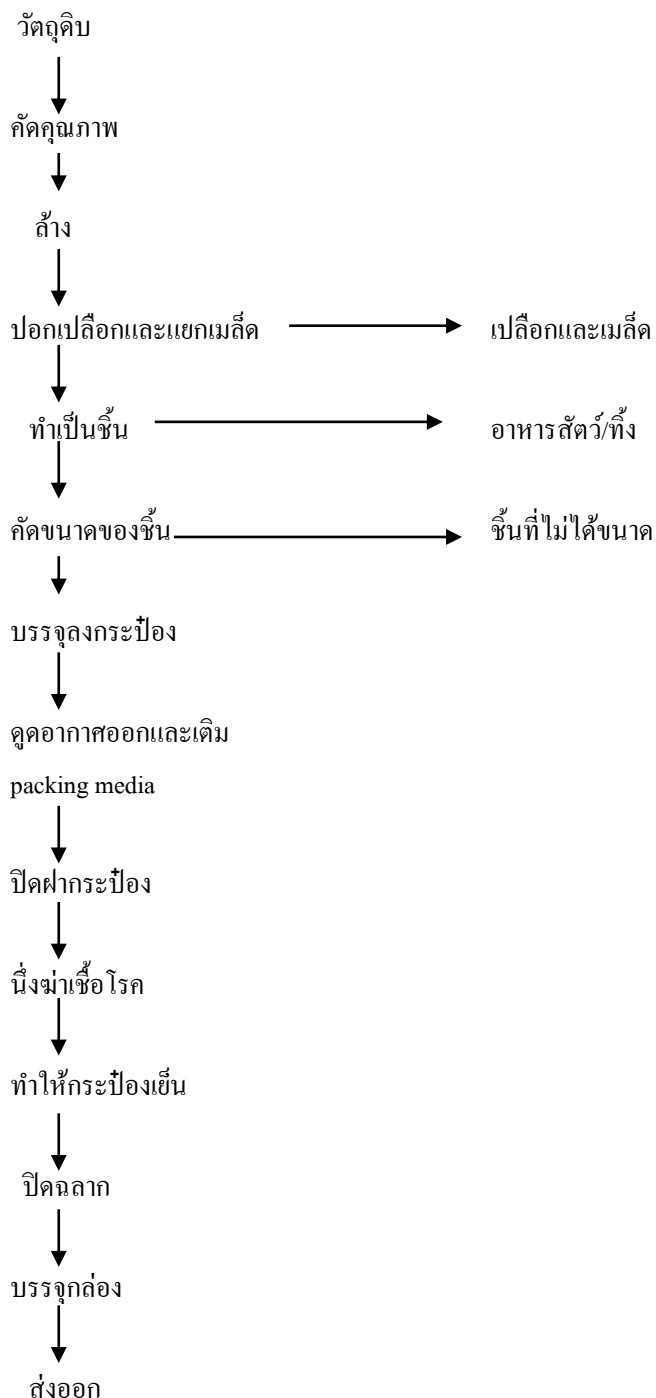 วัตถุดิบ
คัดคุณภาพ
ล้าง
ปอกเปลือกและแยกเมล็ด
เปลือกและเมล็ด
ทำเป็นชิ้น
อาหารสัตว์/ทิ้ง
คัดขนาดของชิ้น
ชิ้นที่ไม่ได้ขนาด
บรรจุลงกระป๋อง
ดูดอากาศออกและเติม
packing media
ปิดฝากระป๋อง
นึ่งฆ่าเชื้อโรค
ทำให้กระป๋องเย็น
ปิดฉลาก
บรรจุกล่อง
ส่งออก